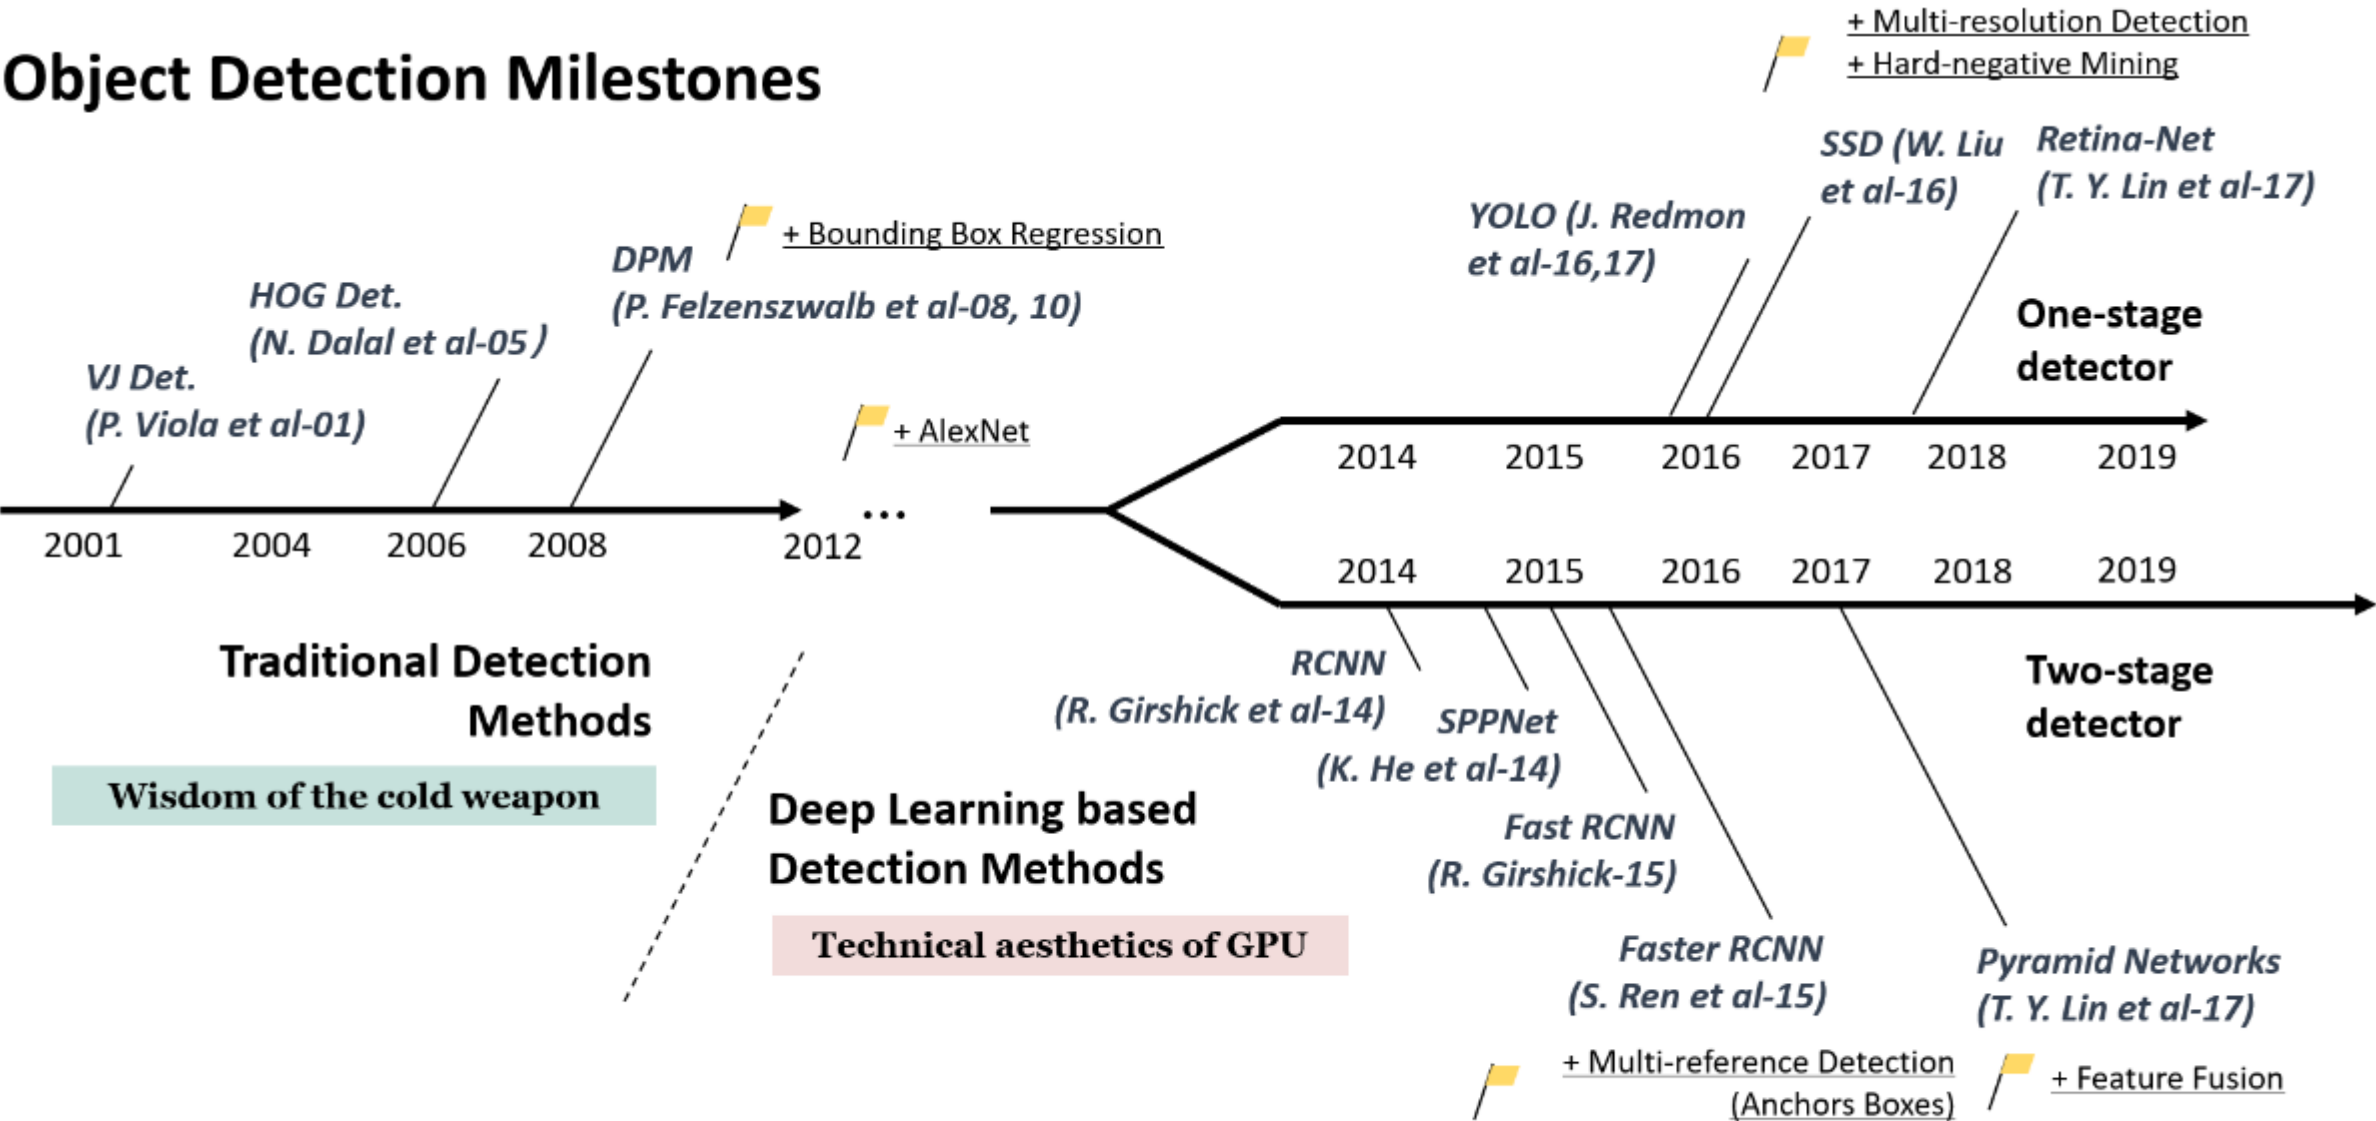 Object Detection Milestones
+ Multi-resolution Detection
+ Hard-negative Mining
SSD (W. Liu
et al-16)
Retina-Net
(T. Y. Lin et al-17)
YOLO (J. Redmon
et al-16,17)
+ Bounding Box Regression
DPM
(P. Felzenszwalb et al-08, 10)
HOG Det.
(N. Dalal et al-05)
VJ Det.
(P. Viola et al-01)
+ AlexNet
One-stage
detector
2014 2015 2016 2017 2018 2019
...
2001 2004 2006 2008 2012
2014 2015 2016 2017 2018 2019
Traditional Detection
Methods
Wisdom of the cold weapon
Deep Learning based
Detection Methods
Technical aesthetics of GPU
RCNN
(R. Girshick et al-14)
SPPNet
(K. He et al-14)
Fast RCNN
(R. Girshick-15)
Faster RCNN
(S. Ren et al-15)
Two-stage
detector
Pyramid Networks
(T. Y. Lin et al-17)
+ Multi-reference Detection
(Anchors Boxes)
+ Feature Fusion